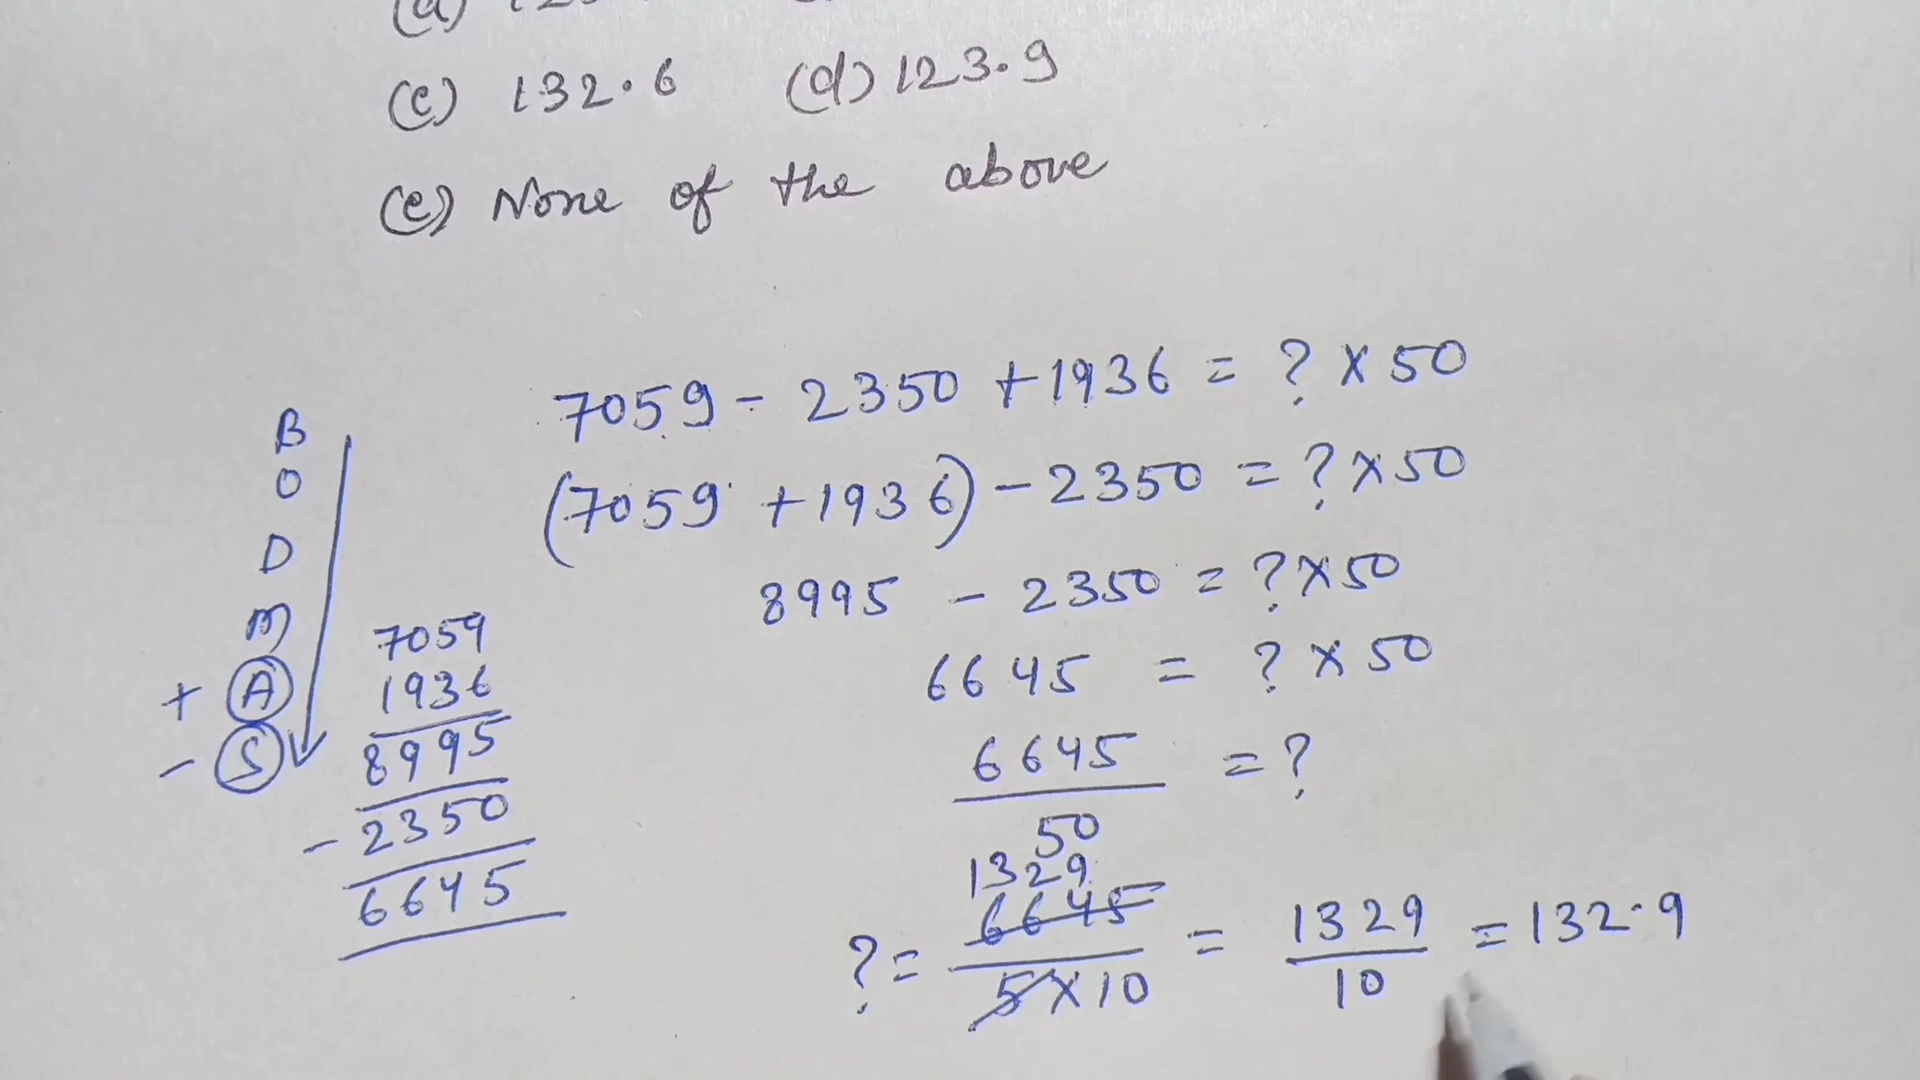 (c) 132.6 (d) 123.9
(e) None of the above
7059 - 2350 + 1936 = ? x 50
(7059 + 1936) - 2350 = ? x 50
8995 - 2350 = ? x 50
6645 = ? x 50
6645 = ?
50
1329
? = 6645 = 1329 = 132.9
5 x 10 10
B
O
D
M
+ A
- S
7059
1936
8995
- 2350
6645